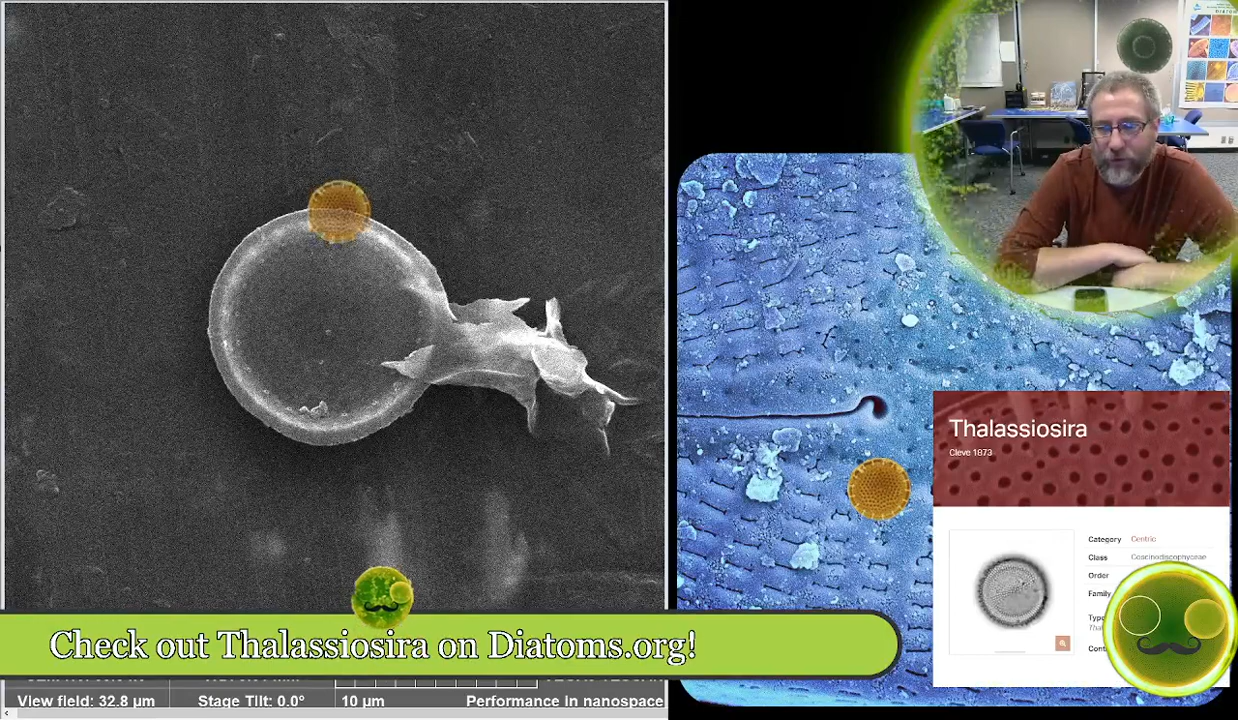 Thalassiosira
Cleve 1873
Category Centric
Class Coscinodiscophyceae
Order
Family
Check out Thalassiosira on Diatoms.org!
View field: 32.8 µm Stage Tilt: 0.0° 10 µm Performance in nanospace